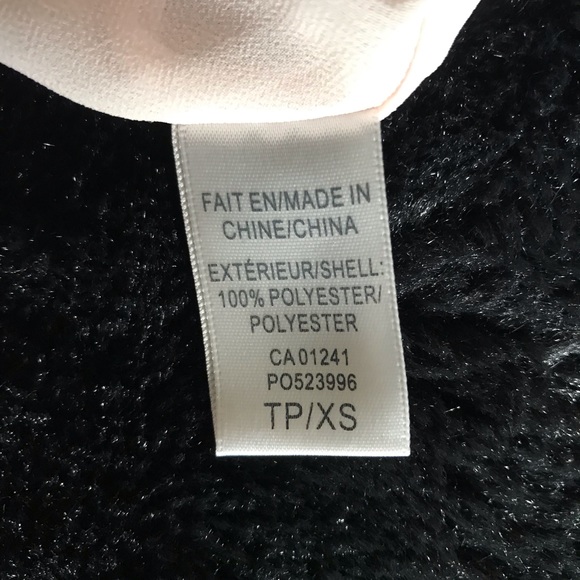 FAIT EN/MADE IN
CHINE/CHINA
EXTÉRIEUR/SHELL:
100% POLYESTER/
POLYESTER
CA 01241
PO523996
TP/XS